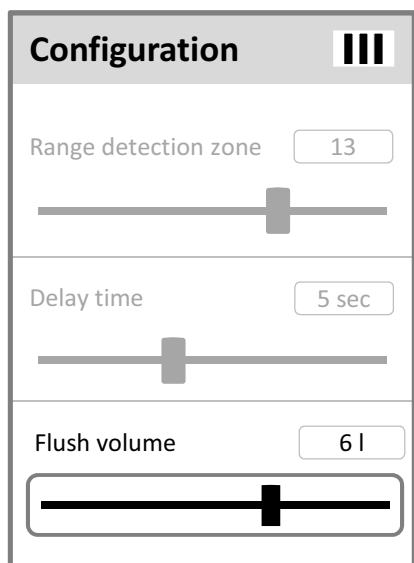 Configuration
Range detection zone 13
Delay time 5 sec
Flush volume 6 l